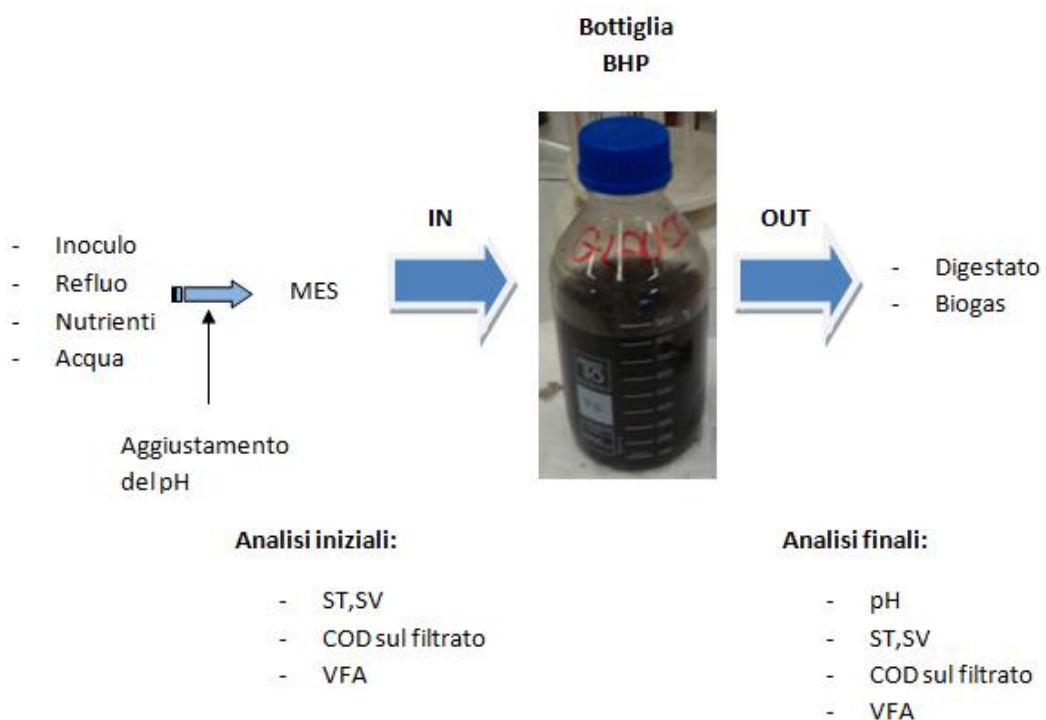 Bottiglia
BHP
IN
OUT
- Inoculo
- Refluo
- Nutrienti
- Acqua
MES
- Digestato
- Biogas
Aggiustamento
del pH
Analisi iniziali:
- ST,SV
- COD sul filtrato
- VFA
Analisi finali:
- pH
- ST,SV
- COD sul filtrato
- VFA